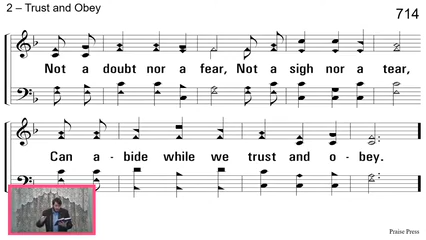 2 – Trust and Obey
714
Not a doubt nor a fear, Not a sigh nor a tear,
Can a - bide while we trust and o - bey.
Praise Press